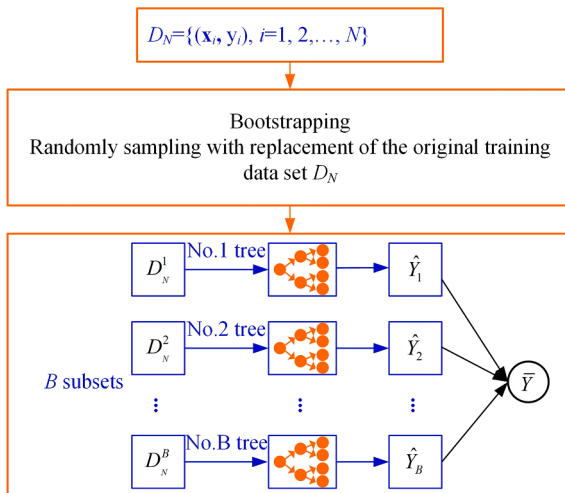 D_N={(x_i, y_i), i=1, 2,..., N}
Bootstrapping
Randomly sampling with replacement of the original training
data set D_N
No.1 tree
D_N^1
Ŷ_1
No.2 tree
D_N^2
Ŷ_2
B subsets
Ȳ
No.B tree
D_N^B
Ŷ_B